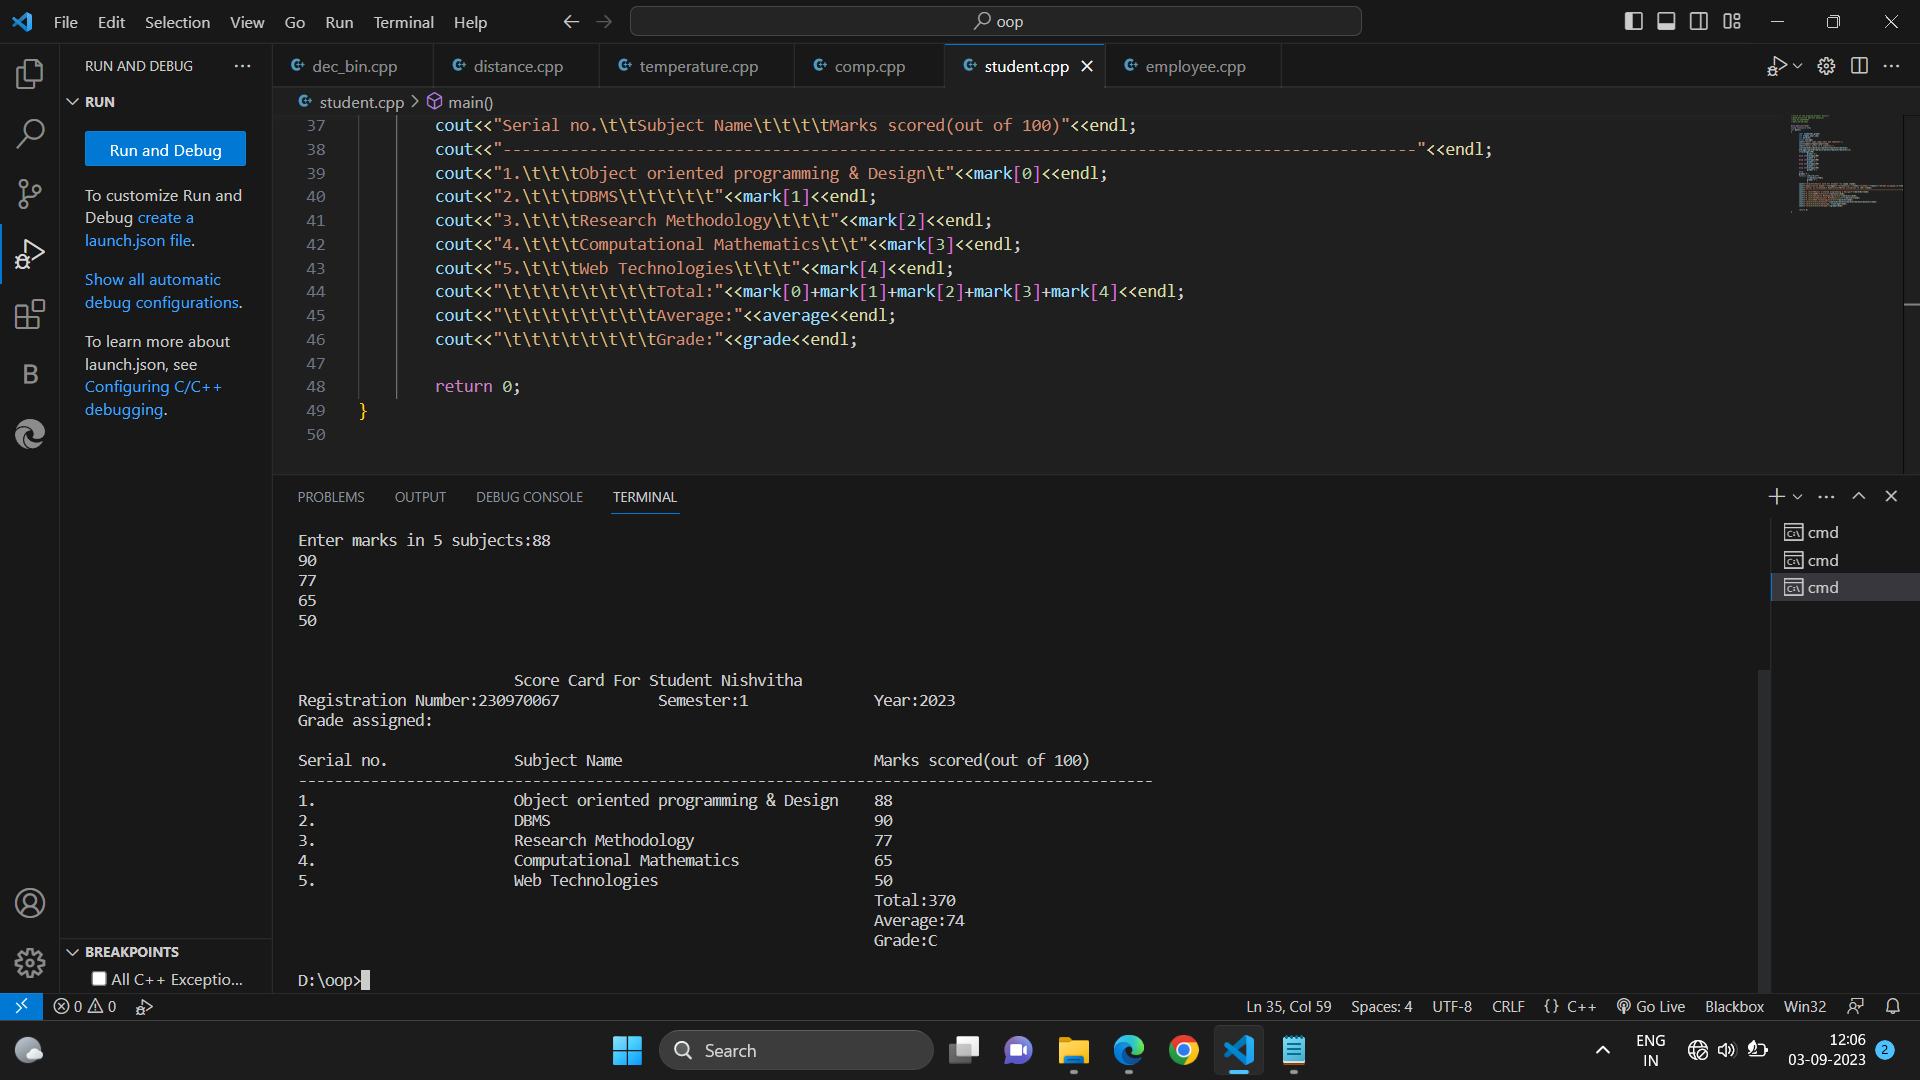 File Edit Selection View Go Run Terminal Help
oop
RUN AND DEBUG ...
RUN
Run and Debug
To customize Run and
Debug create a
launch.json file.
Show all automatic
debug configurations.
To learn more about
launch.json, see
Configuring C/C++
debugging.
BREAKPOINTS
All C++ Exceptio...
dec_bin.cpp distance.cpp temperature.cpp comp.cpp student.cpp employee.cpp
student.cpp > main()
37 cout<<"Serial no.\t\tSubject Name\t\t\t\tMarks scored(out of 100)"<<endl;
38 cout<<"-----------------------------------------------------------------------------------------------"<<endl;
39 cout<<"1.\t\t\tObject oriented programming & Design\t"<<mark[0]<<endl;
40 cout<<"2.\t\t\tDBMS\t\t\t\t\t"<<mark[1]<<endl;
41 cout<<"3.\t\t\tResearch Methodology\t\t\t"<<mark[2]<<endl;
42 cout<<"4.\t\t\tComputational Mathematics\t\t"<<mark[3]<<endl;
43 cout<<"5.\t\t\tWeb Technologies\t\t\t"<<mark[4]<<endl;
44 cout<<"\t\t\t\t\t\t\t\tTotal:"<<mark[0]+mark[1]+mark[2]+mark[3]+mark[4]<<endl;
45 cout<<"\t\t\t\t\t\t\t\tAverage:"<<average<<endl;
46 cout<<"\t\t\t\t\t\t\t\tGrade:"<<grade<<endl;
47
48 return 0;
49 }
50
PROBLEMS OUTPUT DEBUG CONSOLE TERMINAL
cmd
cmd
cmd
Enter marks in 5 subjects:88
90
77
65
50
Score Card For Student Nishvitha
Registration Number:230970067 Semester:1 Year:2023
Grade assigned:
Serial no. Subject Name Marks scored(out of 100)
-----------------------------------------------------------------------------------------------
1. Object oriented programming & Design 88
2. DBMS 90
3. Research Methodology 77
4. Computational Mathematics 65
5. Web Technologies 50
Total:370
Average:74
Grade:C
D:\oop>
0 0 Ln 35, Col 59 Spaces: 4 UTF-8 CRLF {} C++ Go Live Blackbox Win32
Search
ENG
IN
12:06
03-09-2023 2